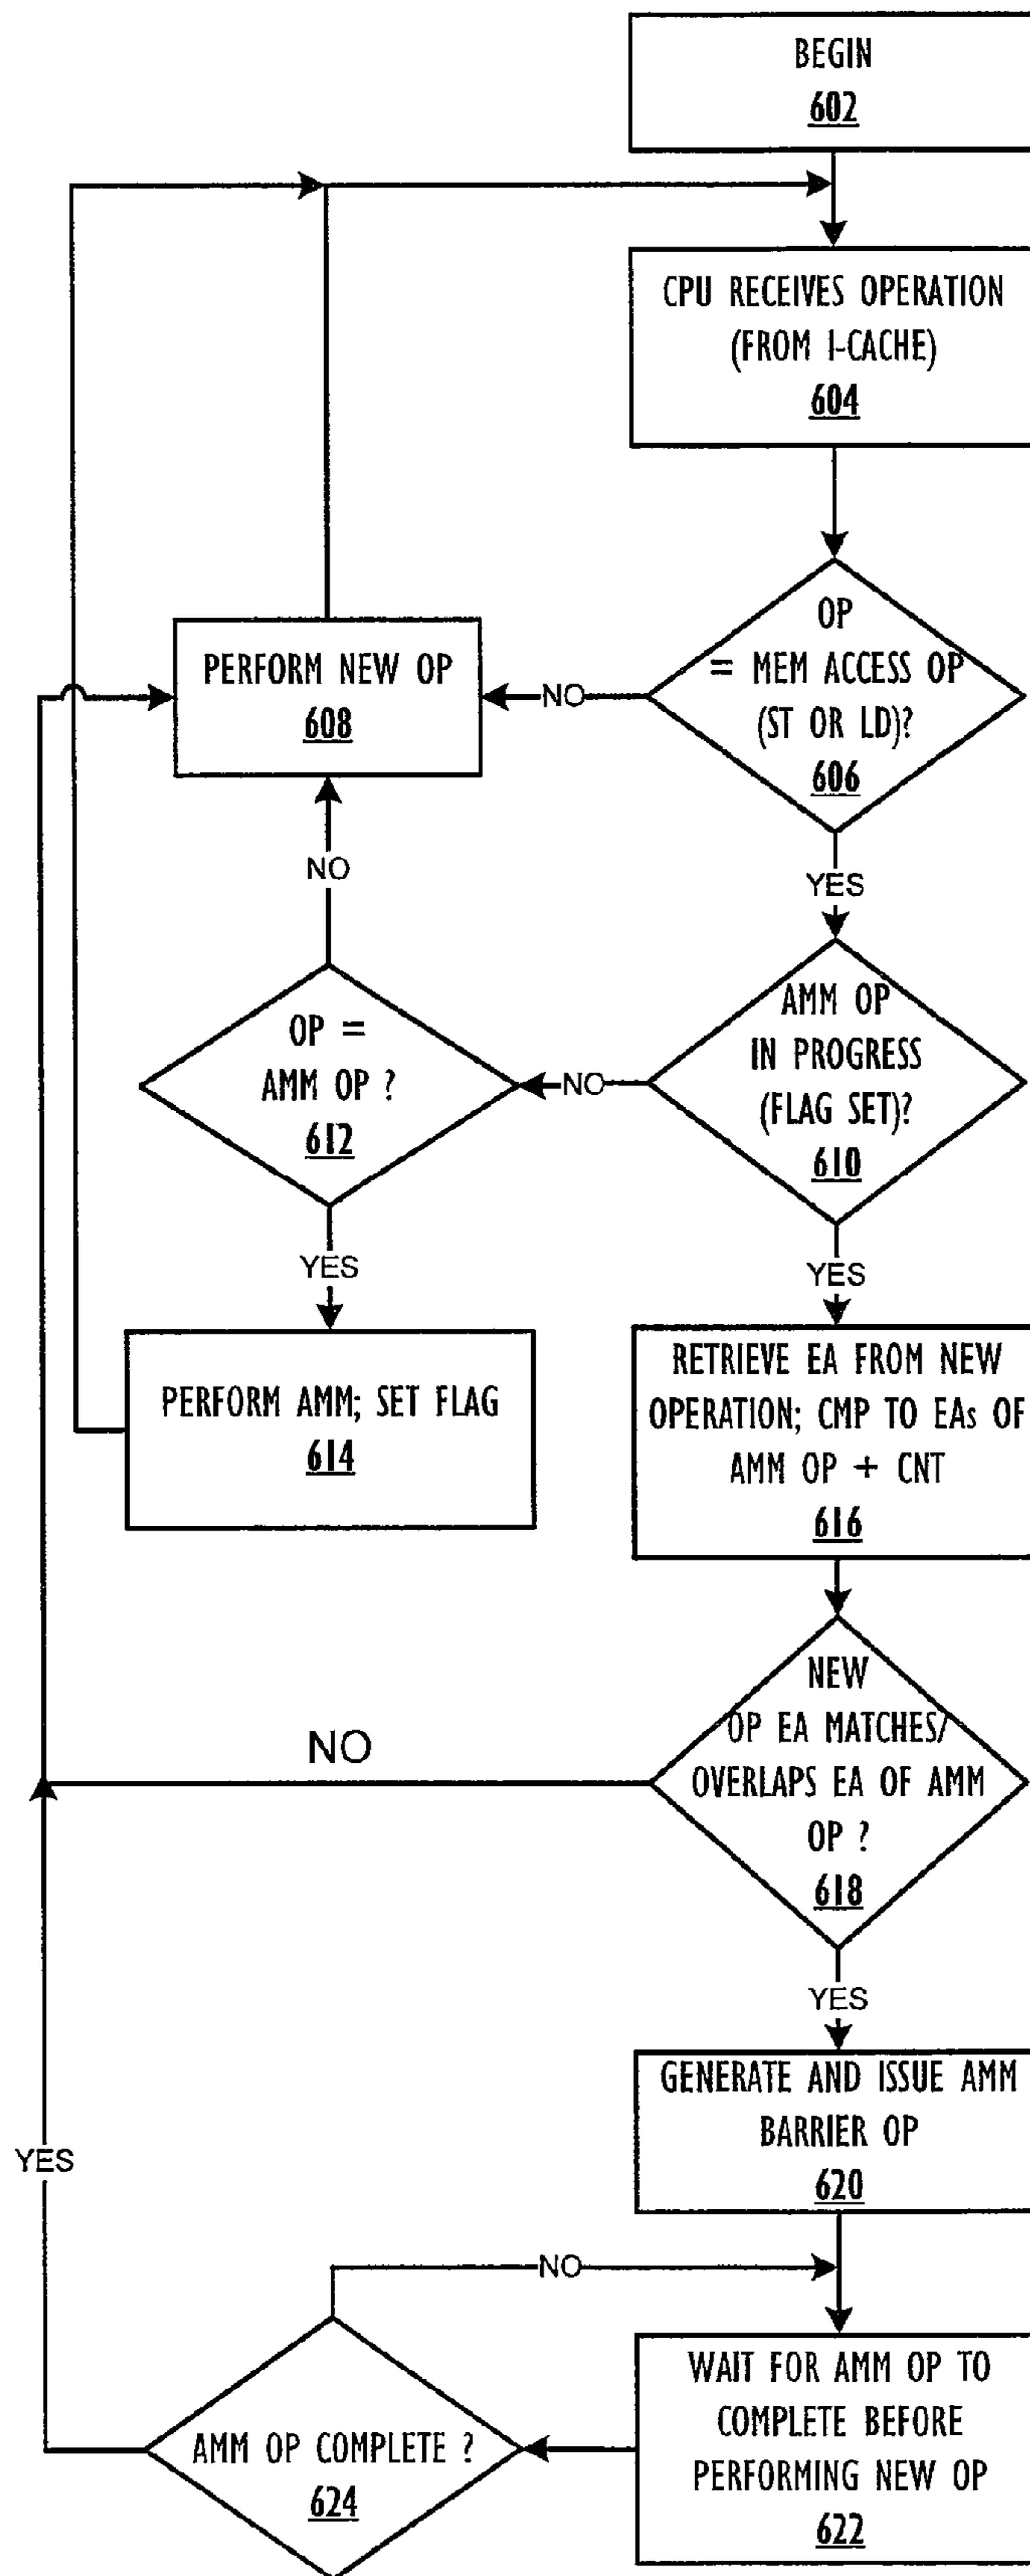 BEGIN
602
CPU RECEIVES OPERATION
(FROM I-CACHE)
604
OP
= MEM ACCESS OP
(ST OR LD)?
606
NO
PERFORM NEW OP
608
YES
NO
AMM OP
IN PROGRESS
(FLAG SET)?
610
NO
OP =
AMM OP ?
612
YES
YES
PERFORM AMM; SET FLAG
614
RETRIEVE EA FROM NEW
OPERATION; CMP TO EAs OF
AMM OP + CNT
616
NEW
OP EA MATCHES/
OVERLAPS EA OF AMM
OP ?
618
NO
YES
GENERATE AND ISSUE AMM
BARRIER OP
620
YES
NO
WAIT FOR AMM OP TO
COMPLETE BEFORE
PERFORMING NEW OP
622
AMM OP COMPLETE ?
624